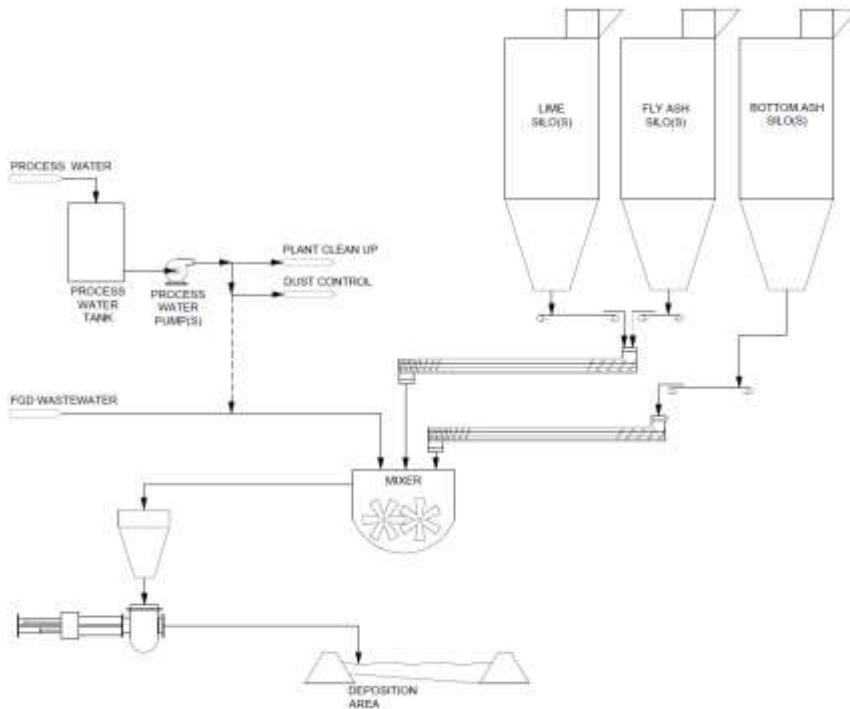 LIME
SILO(S)
FLY ASH
SILO(S)
BOTTOM ASH
SILO(S)
PROCESS WATER
PLANT CLEAN UP
DUST CONTROL
PROCESS
WATER
TANK
PROCESS
WATER
PUMP(S)
FGD WASTEWATER
MIXER
DEPOSITION
AREA